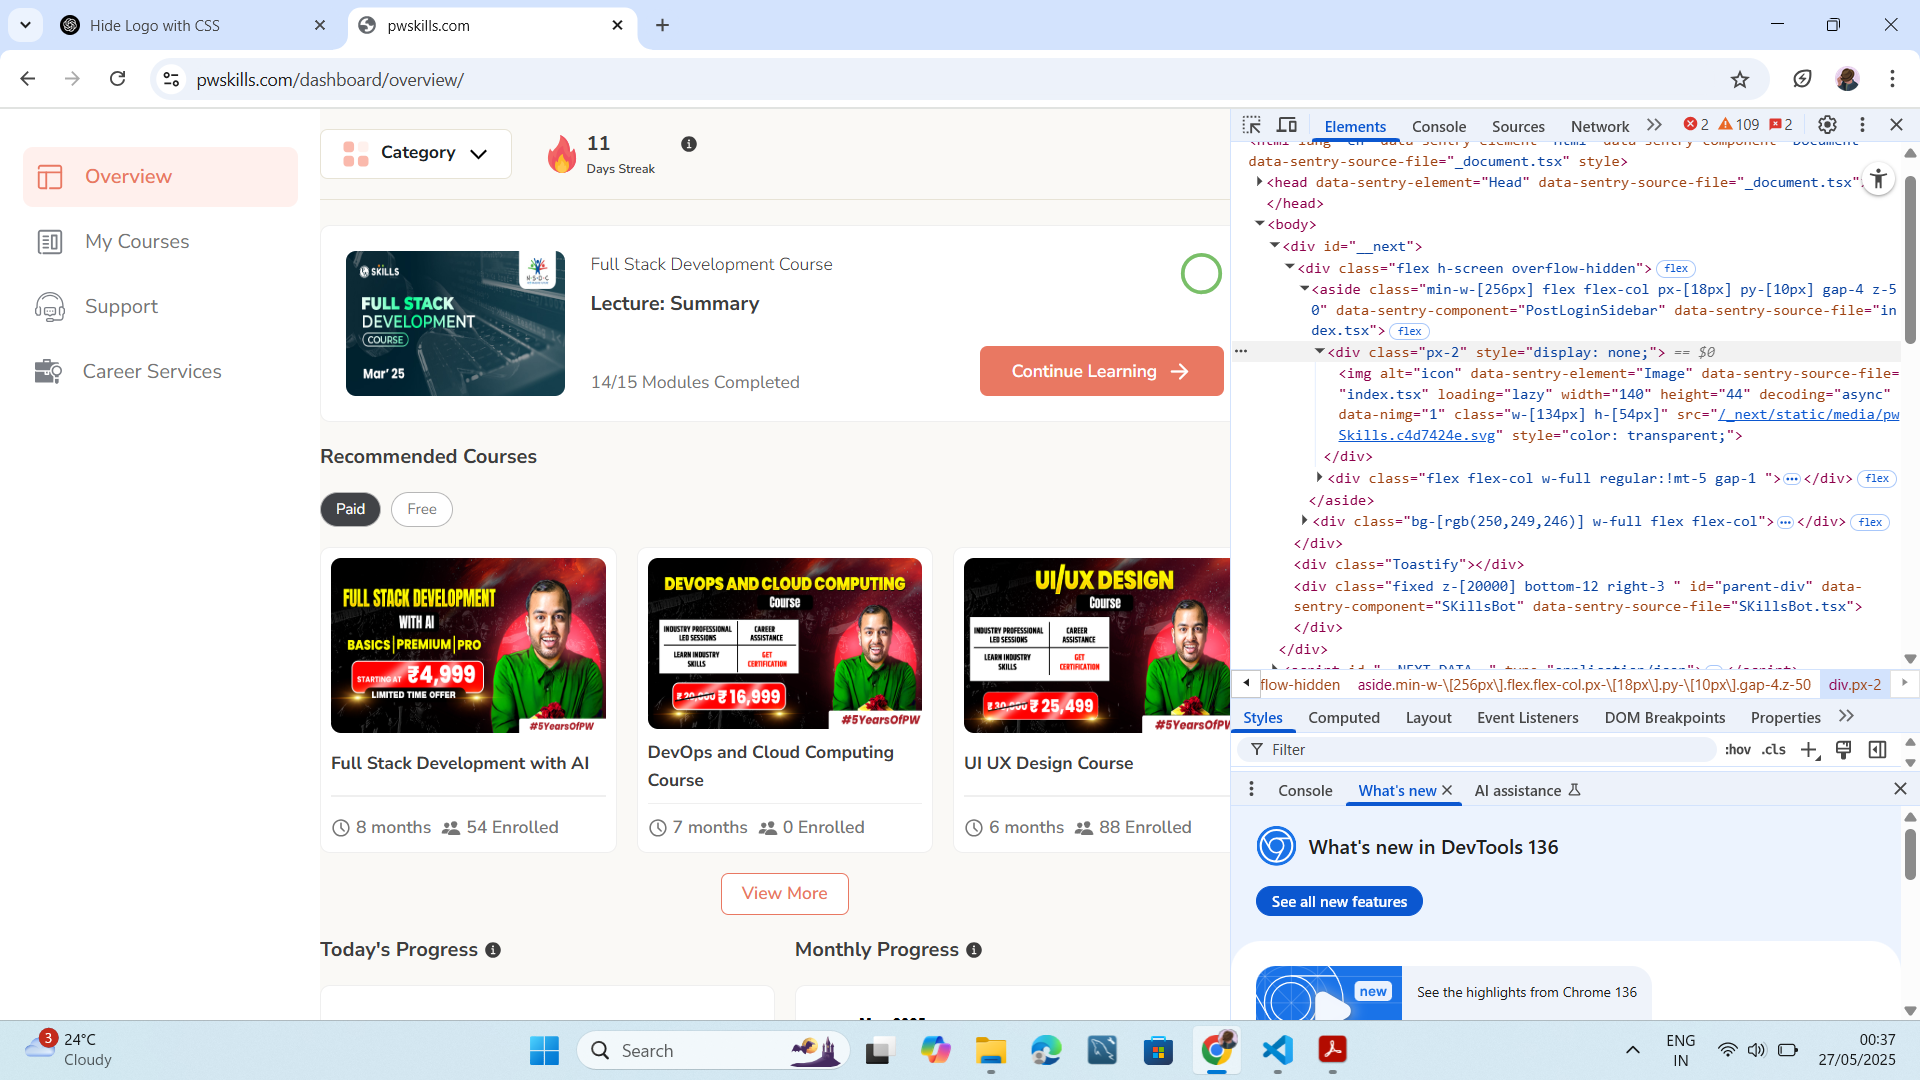 Hide Logo with CSS
pwskills.com
pwskills.com/dashboard/overview/
Overview
My Courses
Support
Career Services
Category
11
Days Streak
SKILLS
N·S·D·C
FULL STACK
DEVELOPMENT
COURSE
Mar' 25
Full Stack Development Course
Lecture: Summary
14/15 Modules Completed
Continue Learning
Recommended Courses
Paid
Free
FULL STACK DEVELOPMENT
WITH AI
BASICS|PREMIUM|PRO
STARTING AT ₹4,999
LIMITED TIME OFFER
#5YearsOfPW
Full Stack Development with AI
8 months
54 Enrolled
DEVOPS AND CLOUD COMPUTING
Course
INDUSTRY PROFESSIONAL
LED SESSIONS
CAREER
ASSISTANCE
LEARN INDUSTRY
SKILLS
GET
CERTIFICATION
₹16,999
#5YearsOfPW
DevOps and Cloud Computing
Course
7 months
0 Enrolled
UI/UX DESIGN
Course
INDUSTRY PROFESSIONAL
LED SESSIONS
CAREER
ASSISTANCE
LEARN INDUSTRY
SKILLS
GET
CERTIFICATION
₹30,000 ₹25,499
#5YearsOfPW
UI UX Design Course
6 months
88 Enrolled
View More
Today's Progress
Monthly Progress
Elements
Console
Sources
Network
2
109
2
data-sentry-source-file="_document.tsx" style>
<head data-sentry-element="Head" data-sentry-source-file="_document.tsx"
</head>
<body>
<div id="__next">
<div class="flex h-screen overflow-hidden"> flex
<aside class="min-w-[256px] flex flex-col px-[18px] py-[10px] gap-4 z-5
0" data-sentry-component="PostLoginSidebar" data-sentry-source-file="in
dex.tsx"> flex
<div class="px-2" style="display: none;"> == $0
<img alt="icon" data-sentry-element="Image" data-sentry-source-file=
"index.tsx" loading="lazy" width="140" height="44" decoding="async"
data-nimg="1" class="w-[134px] h-[54px]" src="/_next/static/media/pw
Skills.c4d7424e.svg" style="color: transparent;">
</div>
<div class="flex flex-col w-full regular:!mt-5 gap-1 ">…</div> flex
</aside>
<div class="bg-[rgb(250,249,246)] w-full flex flex-col">…</div> flex
</div>
<div class="Toastify"></div>
<div class="fixed z-[20000] bottom-12 right-3 " id="parent-div" data-
sentry-component="SKillsBot" data-sentry-source-file="SKillsBot.tsx">
</div>
</div>
flow-hidden
aside.min-w-\[256px\].flex.flex-col.px-\[18px\].py-\[10px\].gap-4.z-50
div.px-2
Styles
Computed
Layout
Event Listeners
DOM Breakpoints
Properties
Filter
:hov
.cls
Console
What's new
AI assistance
What's new in DevTools 136
See all new features
new
See the highlights from Chrome 136
3
24°C
Cloudy
Search
ENG
IN
00:37
27/05/2025